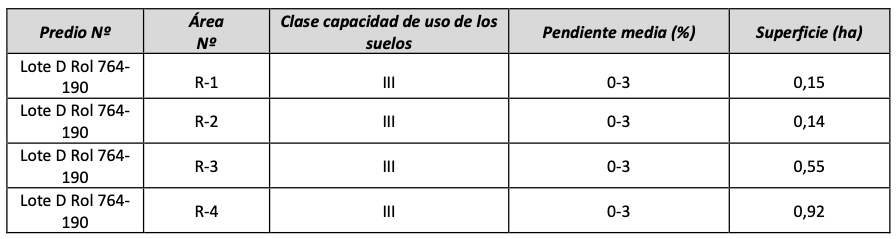 Predio Nº Área Nº Clase capacidad de uso de los suelos Pendiente media (%) Superficie (ha)
Lote D Rol 764-190 R-1 III 0-3 0,15
Lote D Rol 764-190 R-2 III 0-3 0,14
Lote D Rol 764-190 R-3 III 0-3 0,55
Lote D Rol 764-190 R-4 III 0-3 0,92